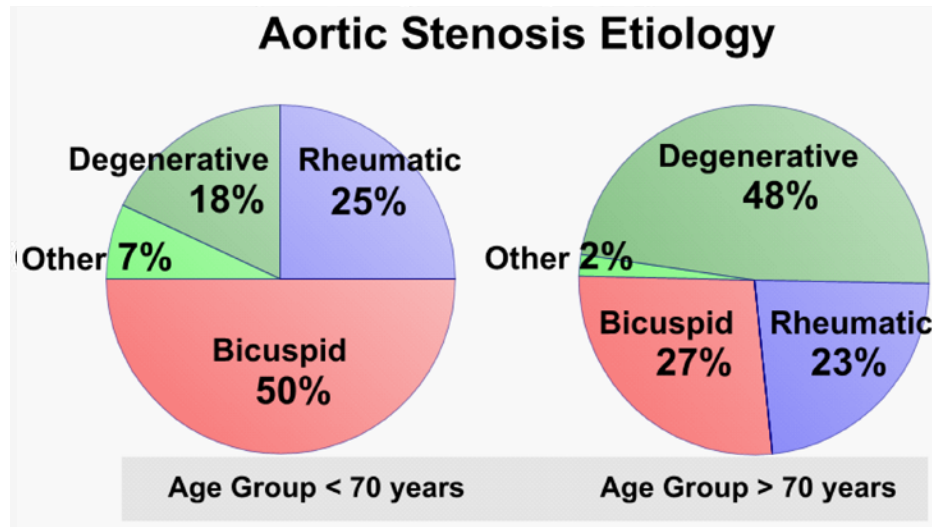 Aortic Stenosis Etiology
Degenerative
18%
Rheumatic
25%
Other 7%
Bicuspid
50%
Degenerative
48%
Other 2%
Bicuspid
27%
Rheumatic
23%
Age Group < 70 years
Age Group > 70 years